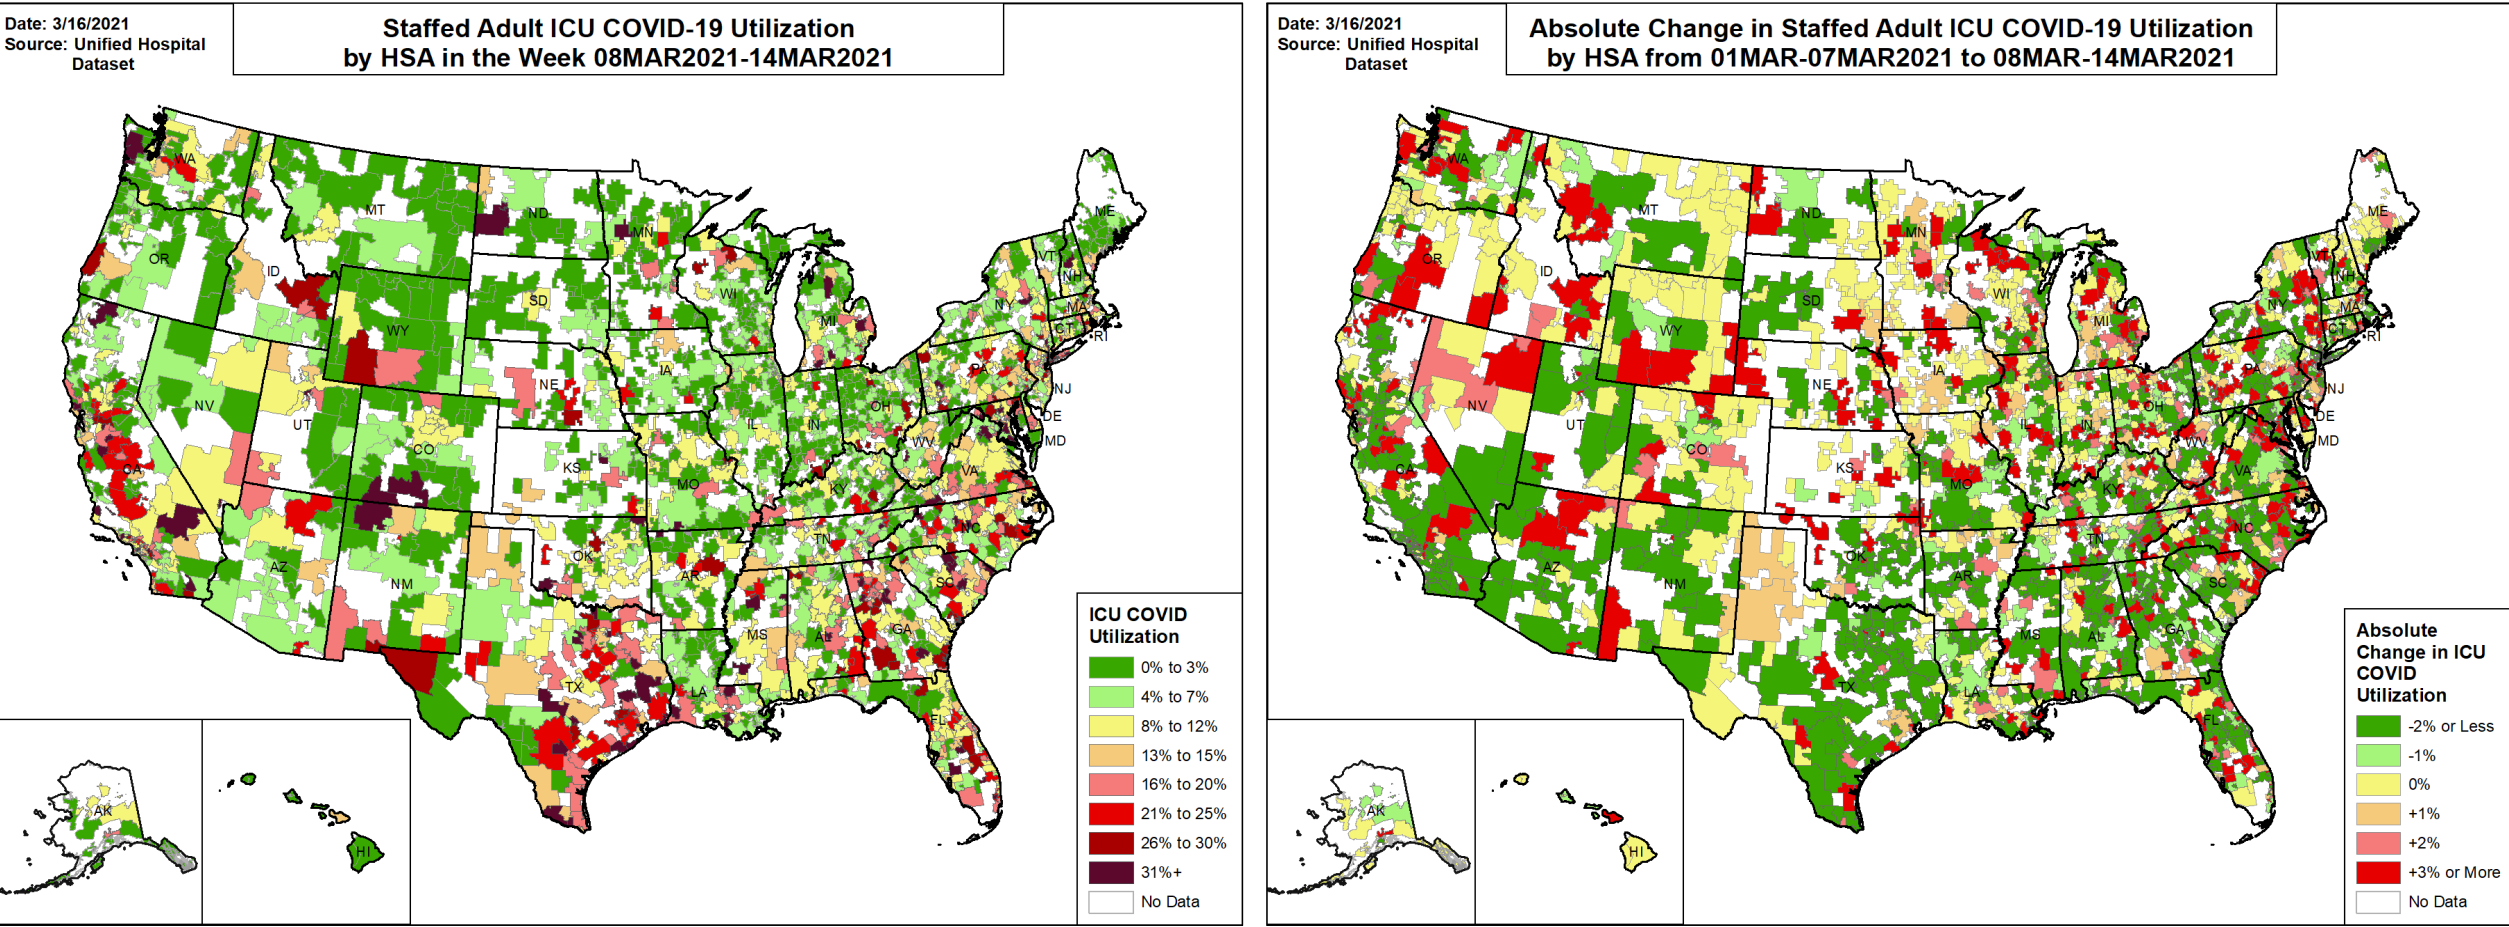 Date: 3/16/2021
Source: Unified Hospital
Dataset
Staffed Adult ICU COVID-19 Utilization
by HSA in the Week 08MAR2021-14MAR2021
WA
MT
ND
MN
ME
OR
ID
SD
WI
VT
NH
NY
MA
CT
RI
WY
MI
NV
UT
NE
IA
PA
NJ
OH
DE
MD
CO
IL
IN
WV
CA
KS
MO
KY
VA
AZ
NM
OK
TN
NC
AR
SC
MS
AL
GA
TX
LA
FL
AK
HI
ICU COVID
Utilization
0% to 3%
4% to 7%
8% to 12%
13% to 15%
16% to 20%
21% to 25%
26% to 30%
31%+
No Data
Date: 3/16/2021
Source: Unified Hospital
Dataset
Absolute Change in Staffed Adult ICU COVID-19 Utilization
by HSA from 01MAR-07MAR2021 to 08MAR-14MAR2021
WA
MT
ND
MN
ME
OR
ID
SD
WI
VT
NH
NY
MA
CT
RI
WY
MI
NV
UT
NE
IA
PA
NJ
OH
DE
MD
CO
IL
IN
WV
CA
KS
MO
KY
VA
AZ
NM
OK
TN
NC
AR
SC
MS
AL
GA
TX
LA
FL
AK
HI
Absolute
Change in ICU
COVID
Utilization
-2% or Less
-1%
0%
+1%
+2%
+3% or More
No Data